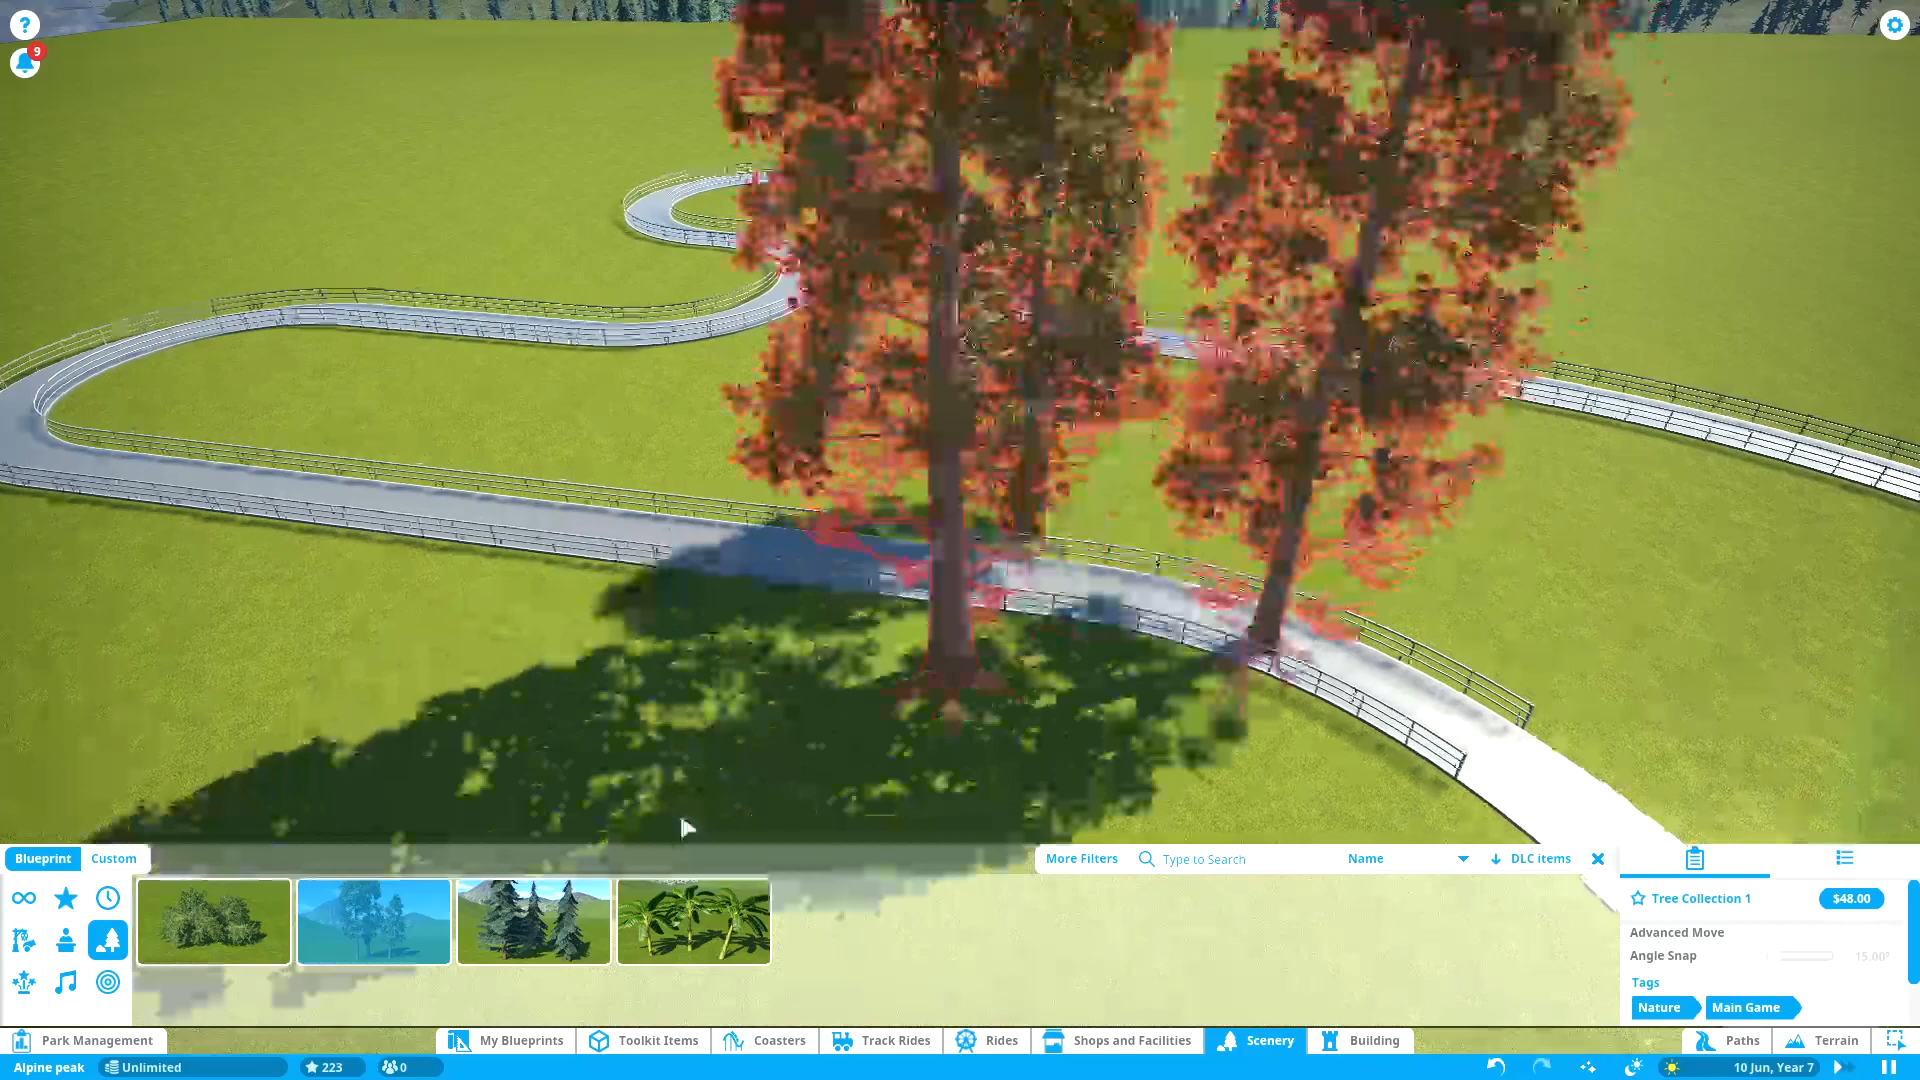 ?
9
Blueprint
Custom
More Filters
Type to Search
Name
DLC items
Tree Collection 1
$48.00
Advanced Move
Angle Snap
15.00°
Tags
Nature
Main Game
Park Management
My Blueprints
Toolkit Items
Coasters
Track Rides
Rides
Shops and Facilities
Scenery
Building
Paths
Terrain
Alpine peak
Unlimited
223
0
10 Jun, Year 7